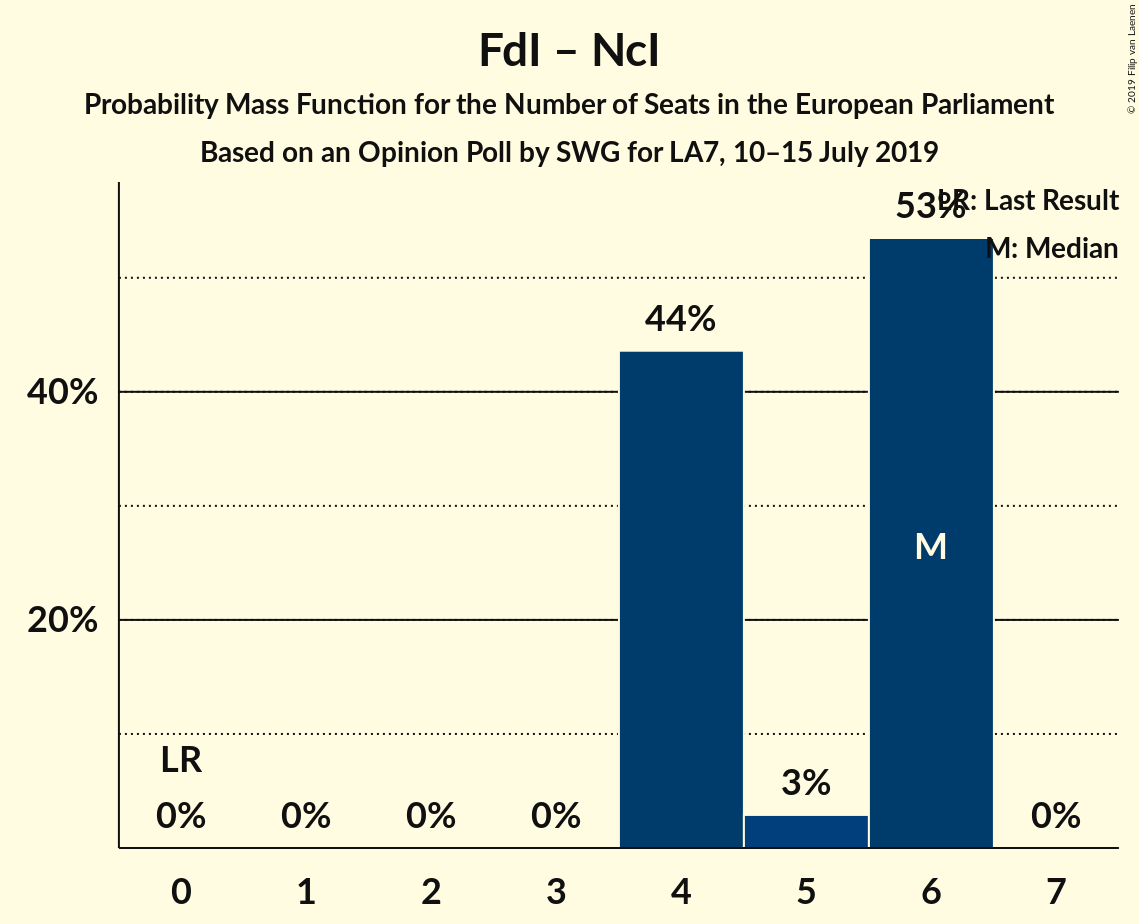 FdI – NcI
Probability Mass Function for the Number of Seats in the European Parliament
Based on an Opinion Poll by SWG for LA7, 10–15 July 2019
© 2019 Filip van Laenen
LR: Last Result
M: Median
53%
44%
40%
M
20%
LR
3%
0% 0% 0% 0% 0%
0 1 2 3 4 5 6 7